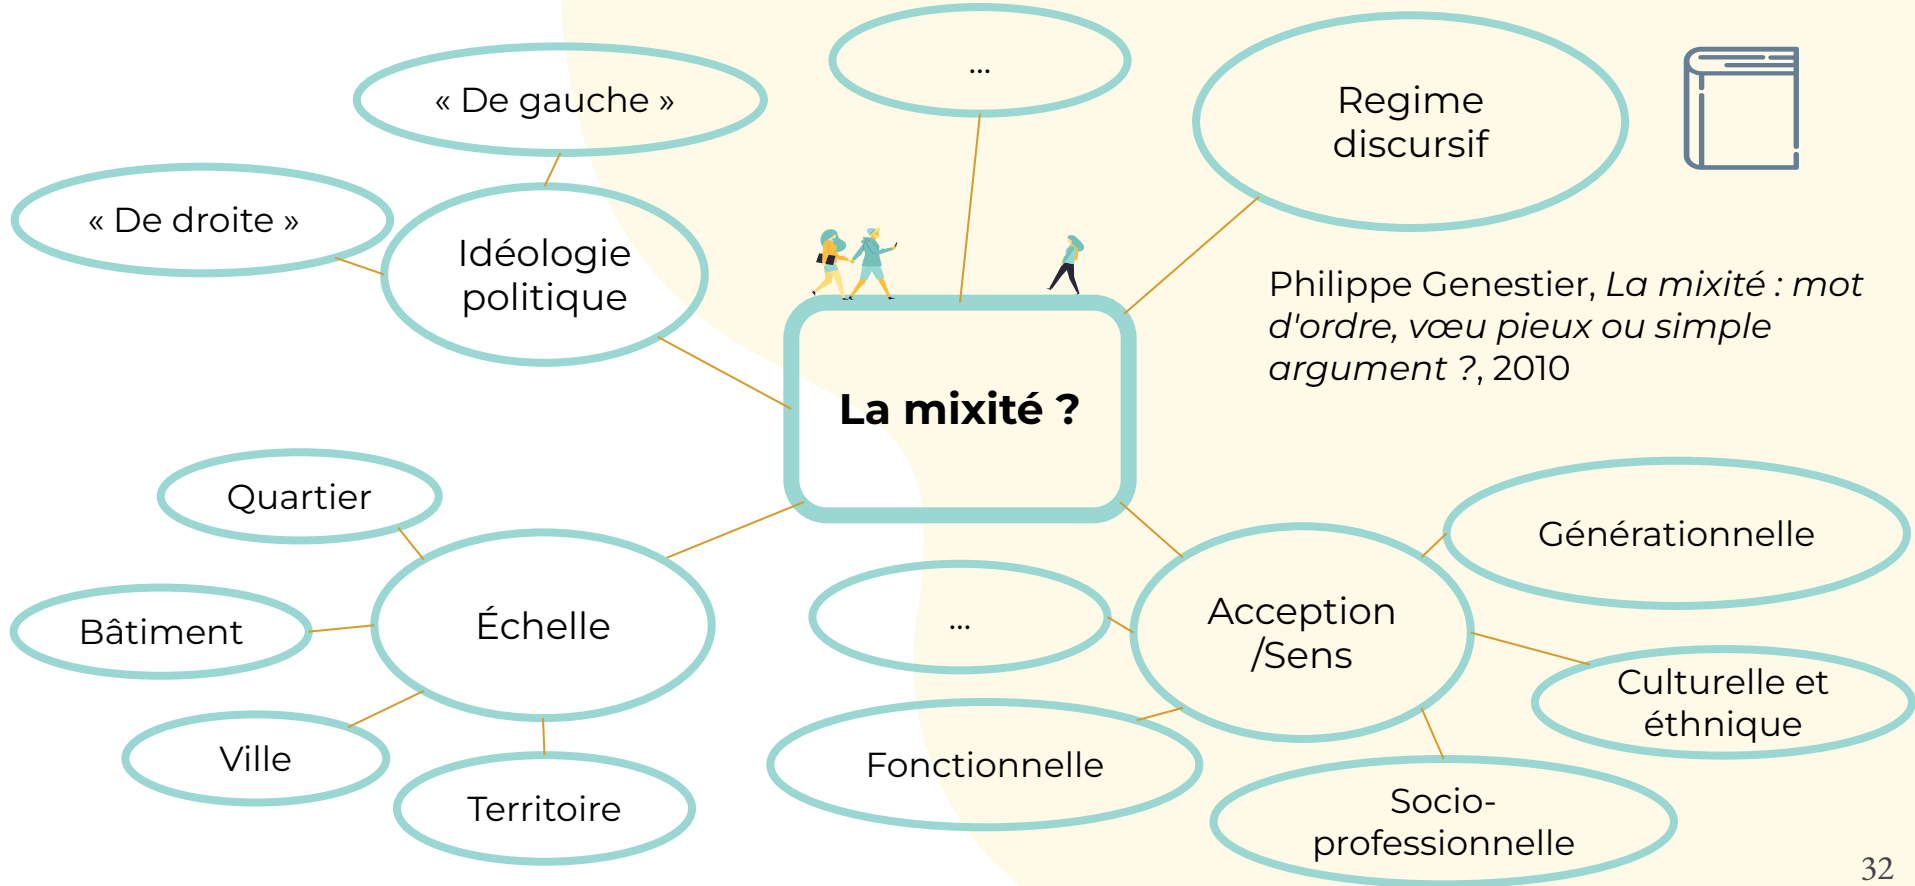 ...
« De gauche »
Regime
discursif
« De droite »
Idéologie
politique
Philippe Genestier, La mixité : mot
d'ordre, vœu pieux ou simple
argument ?, 2010
La mixité ?
Quartier
Générationnelle
Bâtiment
Échelle
...
Acception
/Sens
Culturelle et
éthnique
Ville
Fonctionnelle
Territoire
Socio-
professionnelle
32